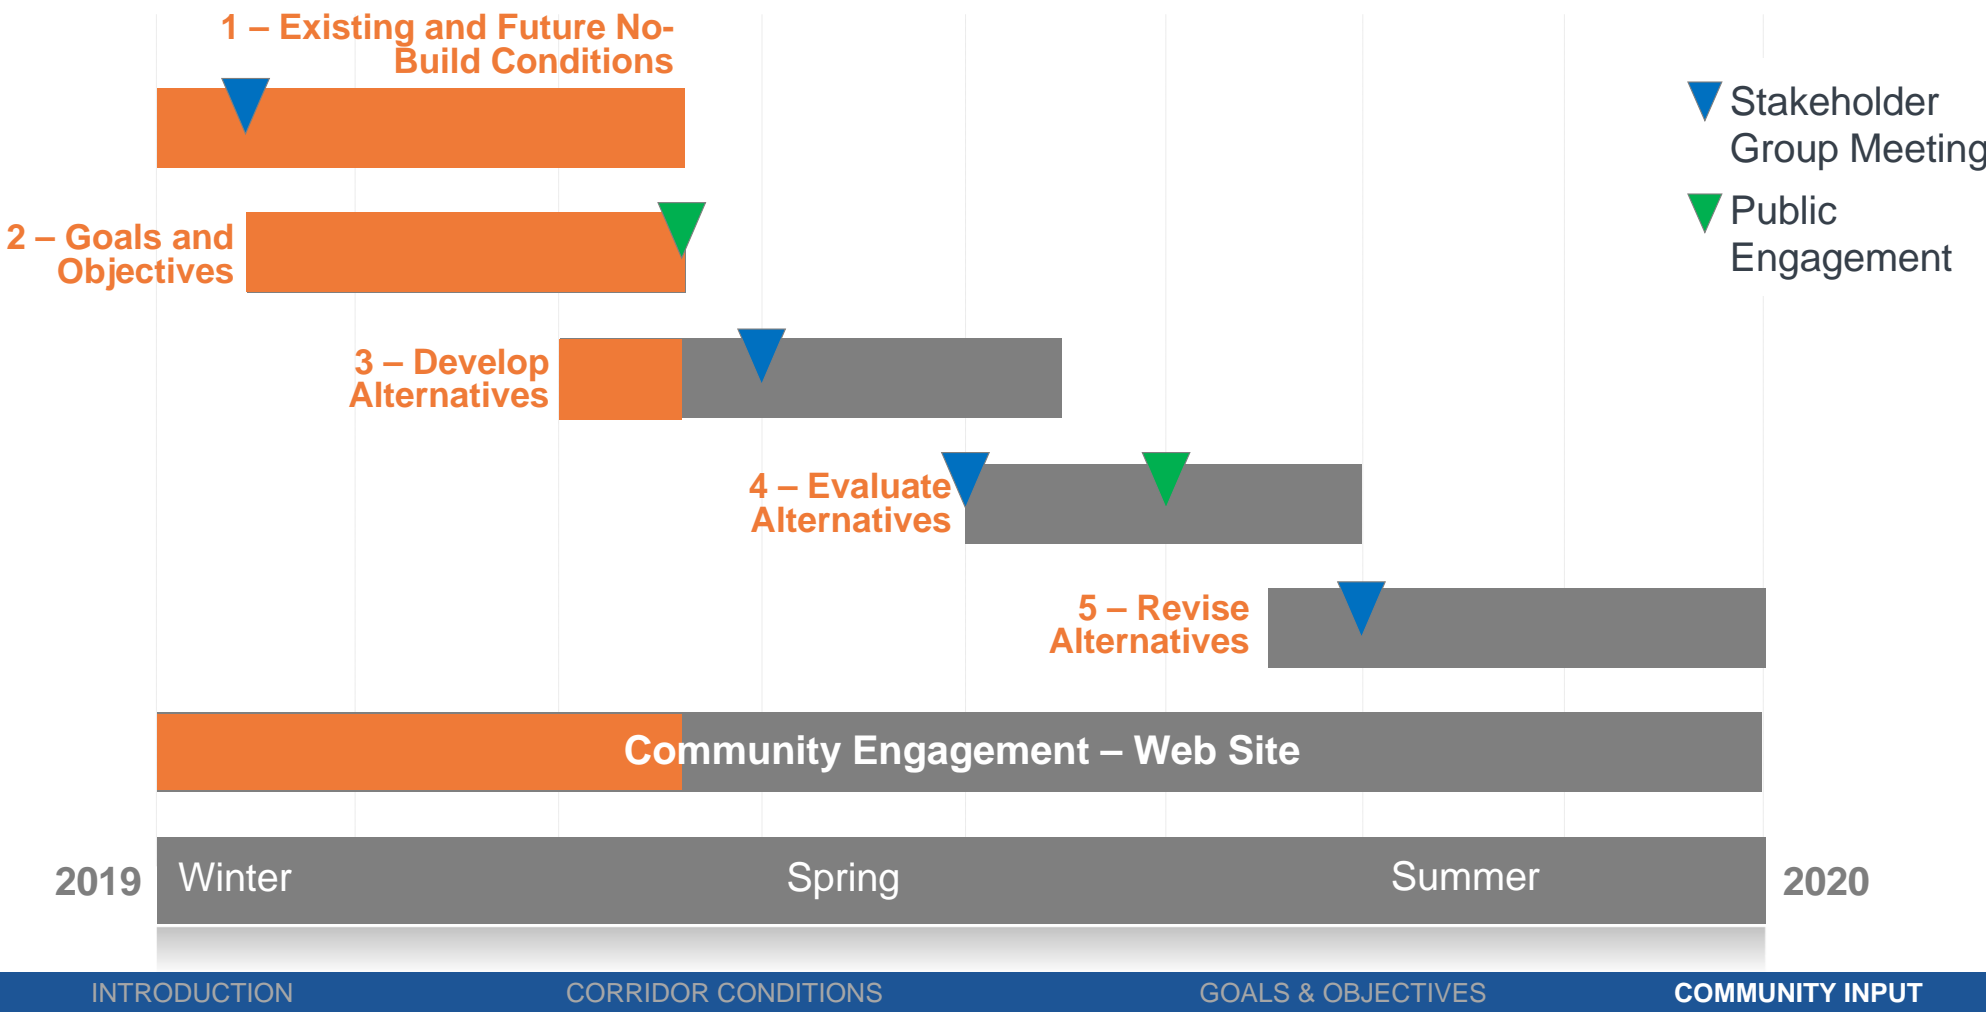 1 – Existing and Future No-
Build Conditions
Stakeholder
Group Meeting
Public
Engagement
2 – Goals and
Objectives
3 – Develop
Alternatives
4 – Evaluate
Alternatives
5 – Revise
Alternatives
Community Engagement – Web Site
2019 Winter Spring Summer 2020
INTRODUCTION CORRIDOR CONDITIONS GOALS & OBJECTIVES COMMUNITY INPUT